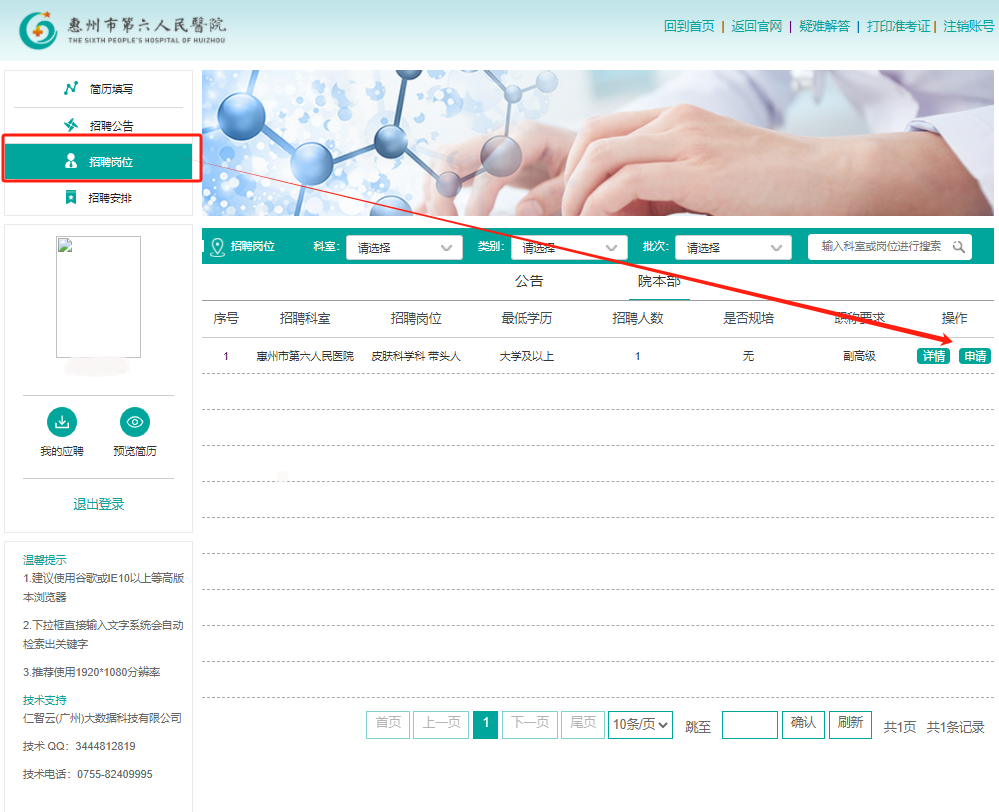 惠州市第六人民醫院
THE SIXTH PEOPLE'S HOSPITAL OF HUIZHOU
回到首页 | 返回官网 | 疑难解答 | 打印准考证 | 注销账号
简历填写
招聘公告
招聘岗位
招聘安排
我的应聘 预览简历
退出登录
温馨提示
1.建议使用谷歌或IE10以上等高版
本浏览器
2.下拉框直接输入文字系统会自动
检索出关键字
3.推荐使用1920*1080分辨率
技术支持
仁智云(广州)大数据科技有限公司
技术 QQ：3444812819
技术电话：0755-82409995
招聘岗位 科室: 请选择 类别: 请选择 批次: 请选择 输入科室或岗位进行搜索
公告 院本部
序号 招聘科室 招聘岗位 最低学历 招聘人数 是否规培 职称要求 操作
1 惠州市第六人民医院 皮肤科学科 带头人 大学及以上 1 无 副高级 详情 申请
首页 上一页 1 下一页 尾页 10条/页 跳至 确认 刷新 共1页 共1条记录